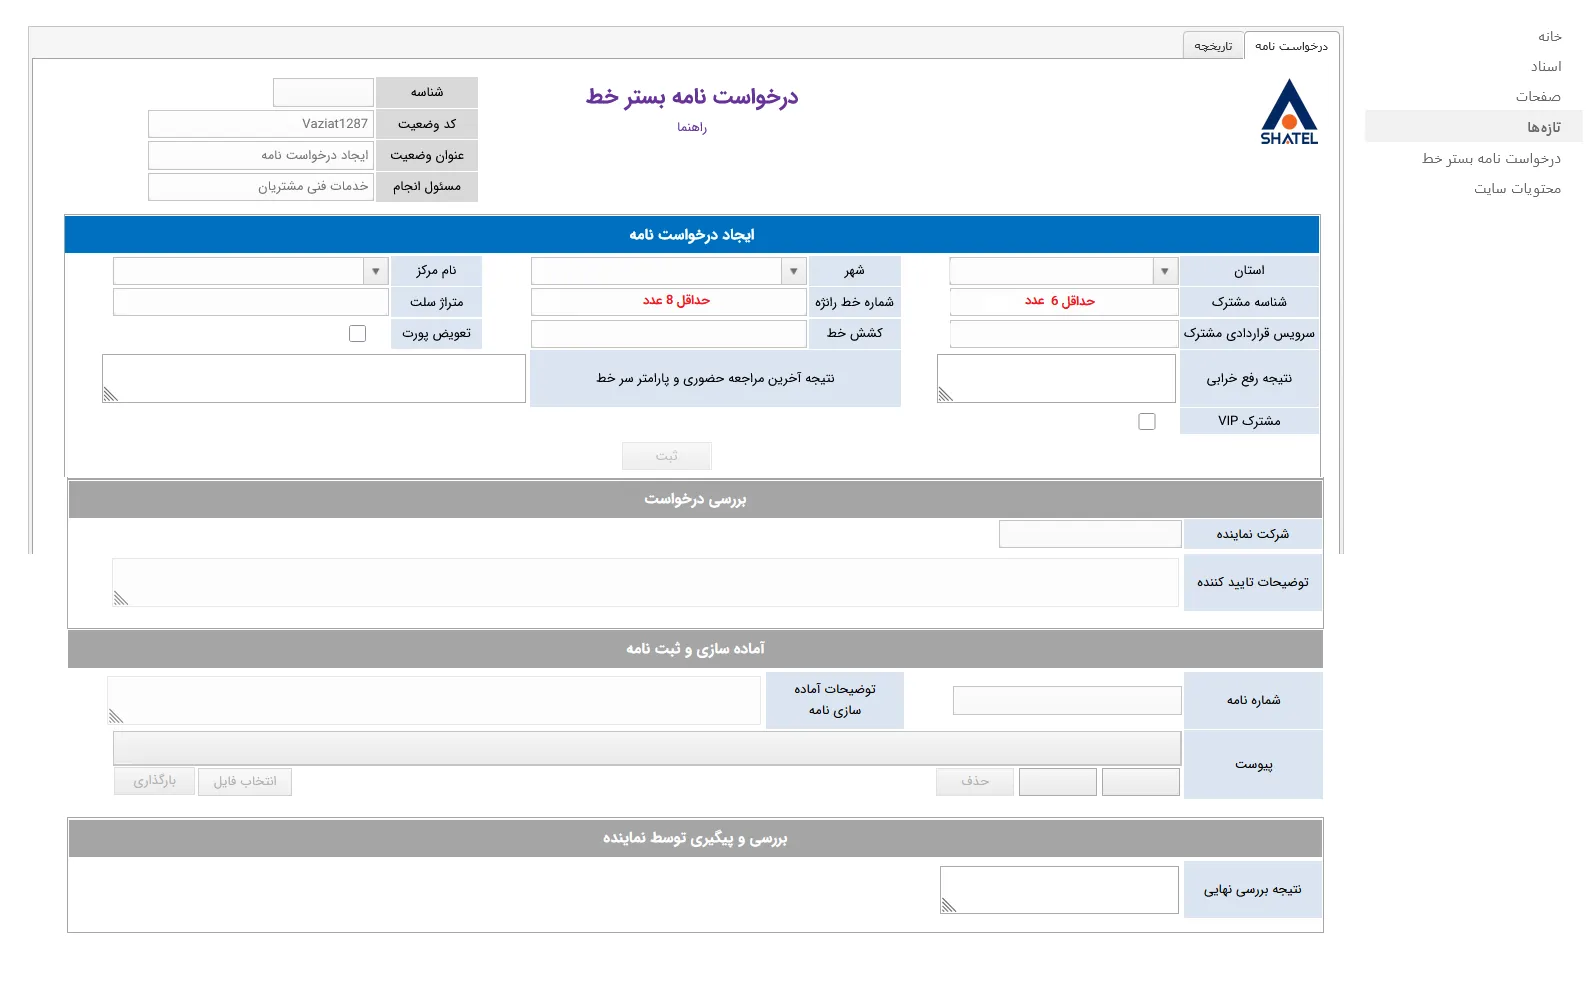 خانه
اسناد
صفحات
تازه‌ها
درخواست نامه بستر خط
محتویات سایت
درخواست نامه
تاریخچه
SHATEL
درخواست نامه بستر خط
راهنما
شناسه
کد وضعیت
Vaziat1287
عنوان وضعیت
ایجاد درخواست نامه
مسئول انجام
خدمات فنی مشتریان
ایجاد درخواست نامه
استان
شهر
نام مرکز
شناسه مشترک
حداقل 6 عدد
شماره خط رانژه
حداقل 8 عدد
متراژ سلت
سرویس قراردادی مشترک
کشش خط
تعویض پورت
نتیجه رفع خرابی
نتیجه آخرین مراجعه حضوری و پارامتر سر خط
مشترک VIP
ثبت
بررسی درخواست
شرکت نماینده
توضیحات تایید کننده
آماده سازی و ثبت نامه
شماره نامه
توضیحات آماده
سازی نامه
پیوست
حذف
انتخاب فایل
بارگذاری
بررسی و پیگیری توسط نماینده
نتیجه بررسی نهایی